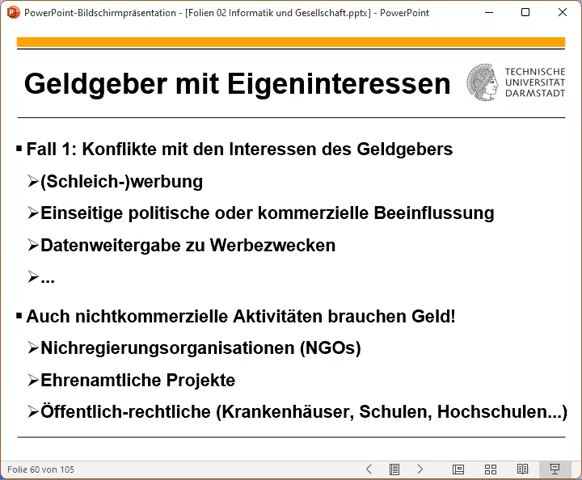 PowerPoint-Bildschirmpräsentation - [Folien 02 Informatik und Gesellschaft.pptx] - PowerPoint
Geldgeber mit Eigeninteressen
TECHNISCHE
UNIVERSITÄT
DARMSTADT
▪ Fall 1: Konflikte mit den Interessen des Geldgebers
➢(Schleich-)werbung
➢Einseitige politische oder kommerzielle Beeinflussung
➢Datenweitergabe zu Werbezwecken
➢...
▪ Auch nichtkommerzielle Aktivitäten brauchen Geld!
➢Nichregierungsorganisationen (NGOs)
➢Ehrenamtliche Projekte
➢Öffentlich-rechtliche (Krankenhäuser, Schulen, Hochschulen...)
Folie 60 von 105